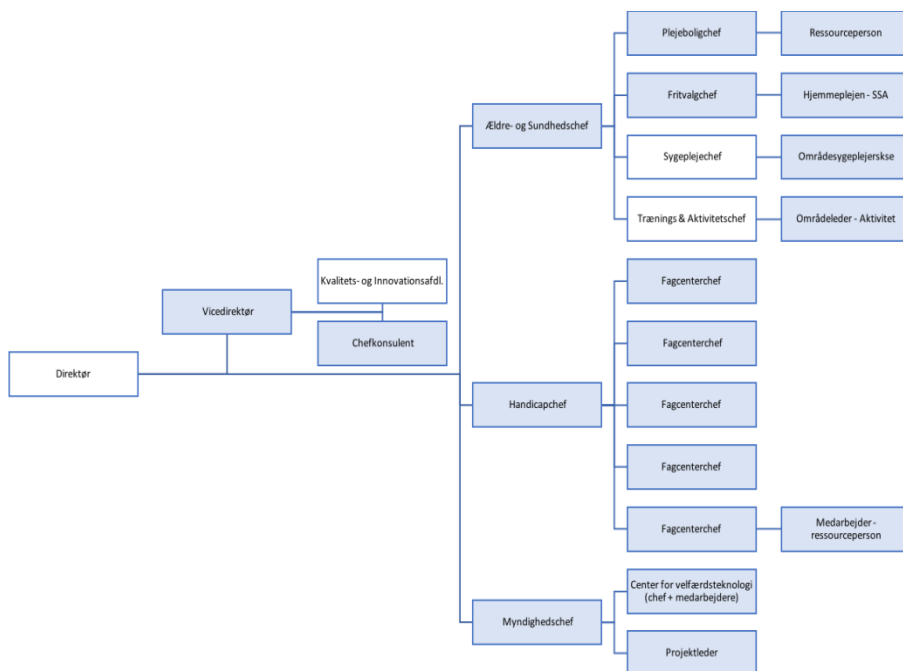 Plejeboligchef
Ressourceperson
Fritvalgchef
Hjemmeplejen - SSA
Ældre- og Sundhedschef
Sygeplejechef
Områdesygeplejerskse
Trænings & Aktivitetschef
Områdeleder - Aktivitet
Kvalitets- og Innovationsafdl.
Fagcenterchef
Vicedirektør
Chefkonsulent
Fagcenterchef
Direktør
Handicapchef
Fagcenterchef
Fagcenterchef
Fagcenterchef
Medarbejder -
ressourceperson
Center for velfærdsteknologi
(chef + medarbejdere)
Myndighedschef
Projektleder